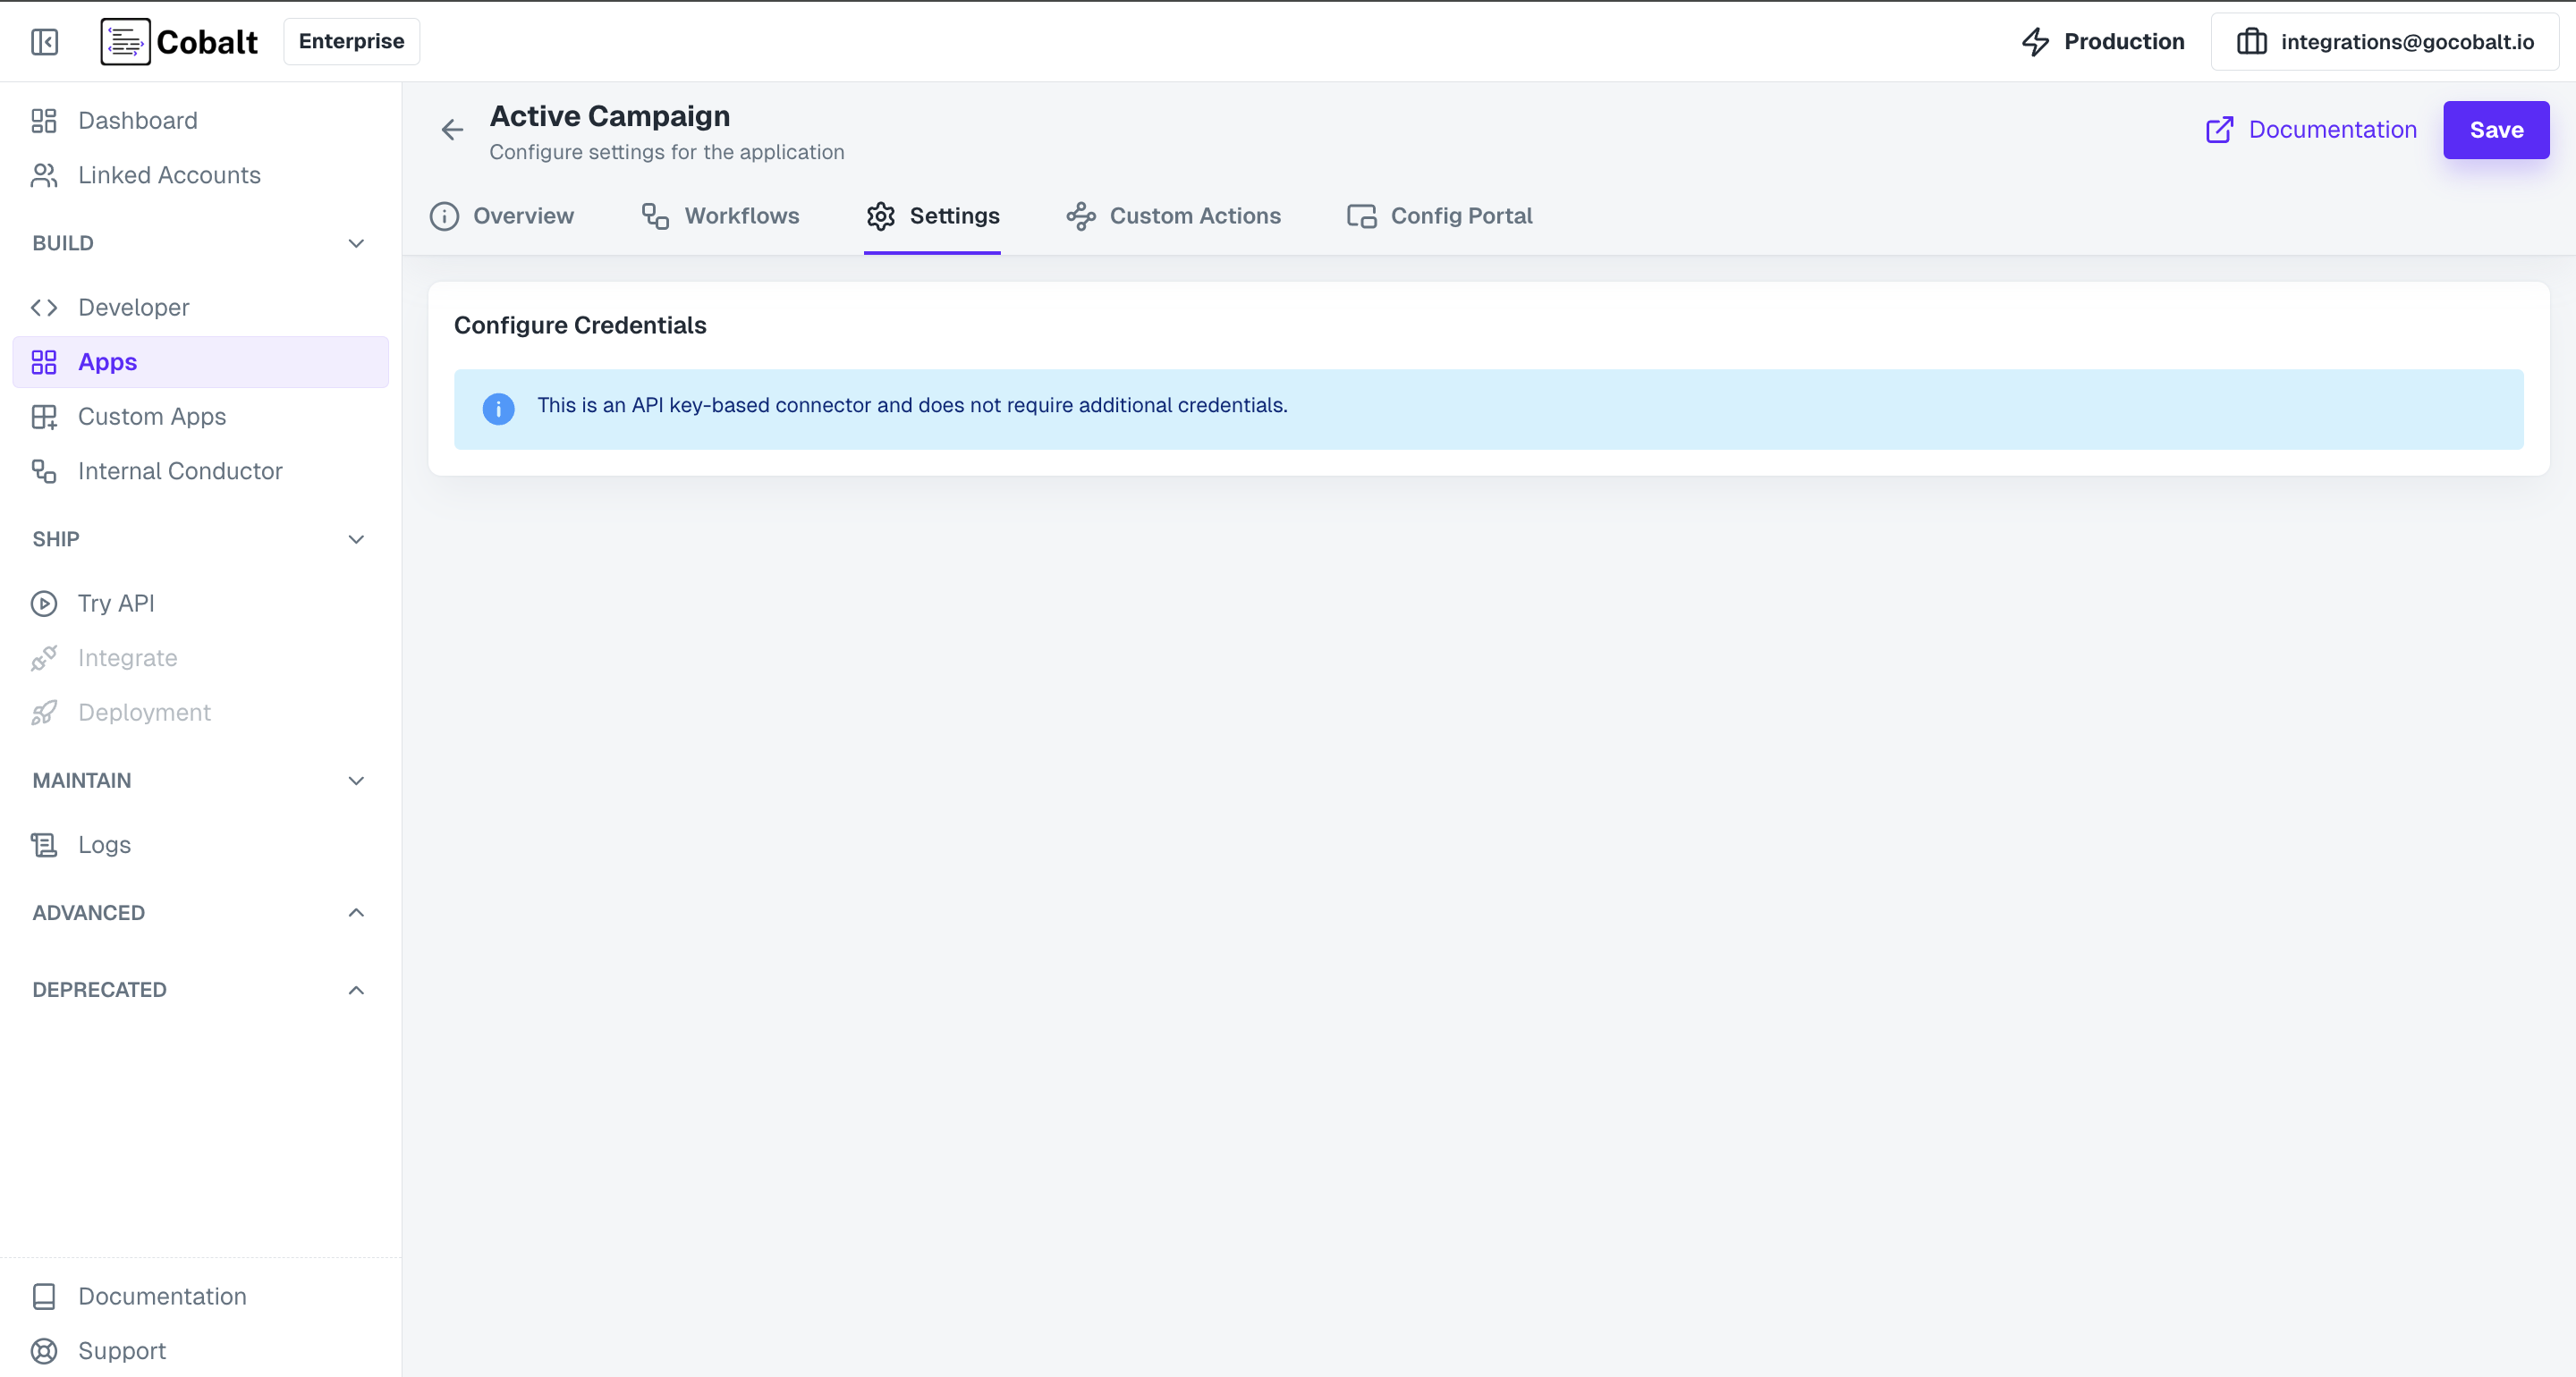 Cobalt
Enterprise
Production
integrations@gocobalt.io
Dashboard
Linked Accounts
BUILD
Developer
Apps
Custom Apps
Internal Conductor
SHIP
Try API
Integrate
Deployment
MAINTAIN
Logs
ADVANCED
DEPRECATED
Documentation
Support
Active Campaign
Configure settings for the application
Documentation
Save
Overview
Workflows
Settings
Custom Actions
Config Portal
Configure Credentials
This is an API key-based connector and does not require additional credentials.